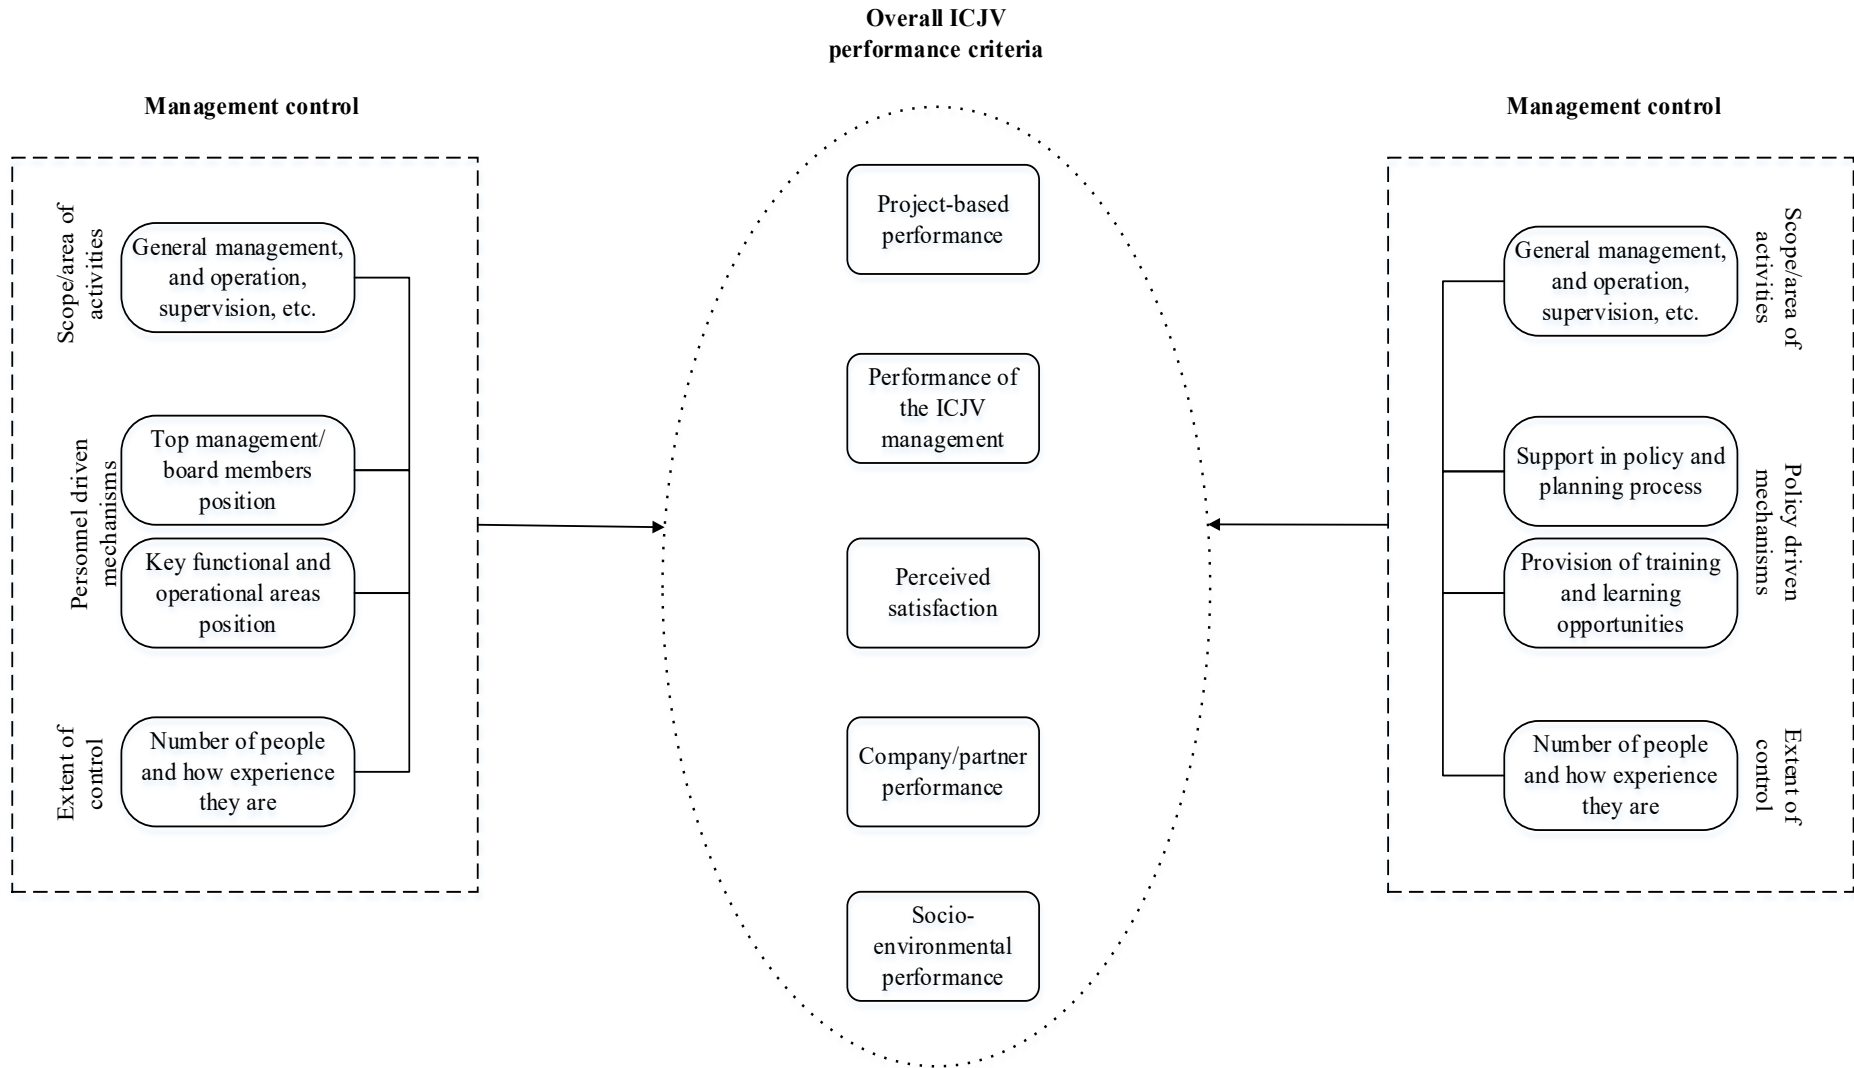 Overall ICJV
performance criteria
Management control
Scope/area of
activities
General management,
and operation,
supervision, etc.
Personnel driven
mechanisms
Top management/
board members
position
Key functional and
operational areas
position
Extent of
control
Number of people
and how experience
they are
Project-based
performance
Performance of
the ICJV
management
Perceived
satisfaction
Company/partner
performance
Socio-
environmental
performance
Management control
General management,
and operation,
supervision, etc.
Scope/area of
activities
Support in policy and
planning process
Provision of training
and learning
opportunities
Policy driven
mechanisms
Number of people
and how experience
they are
Extent of
control